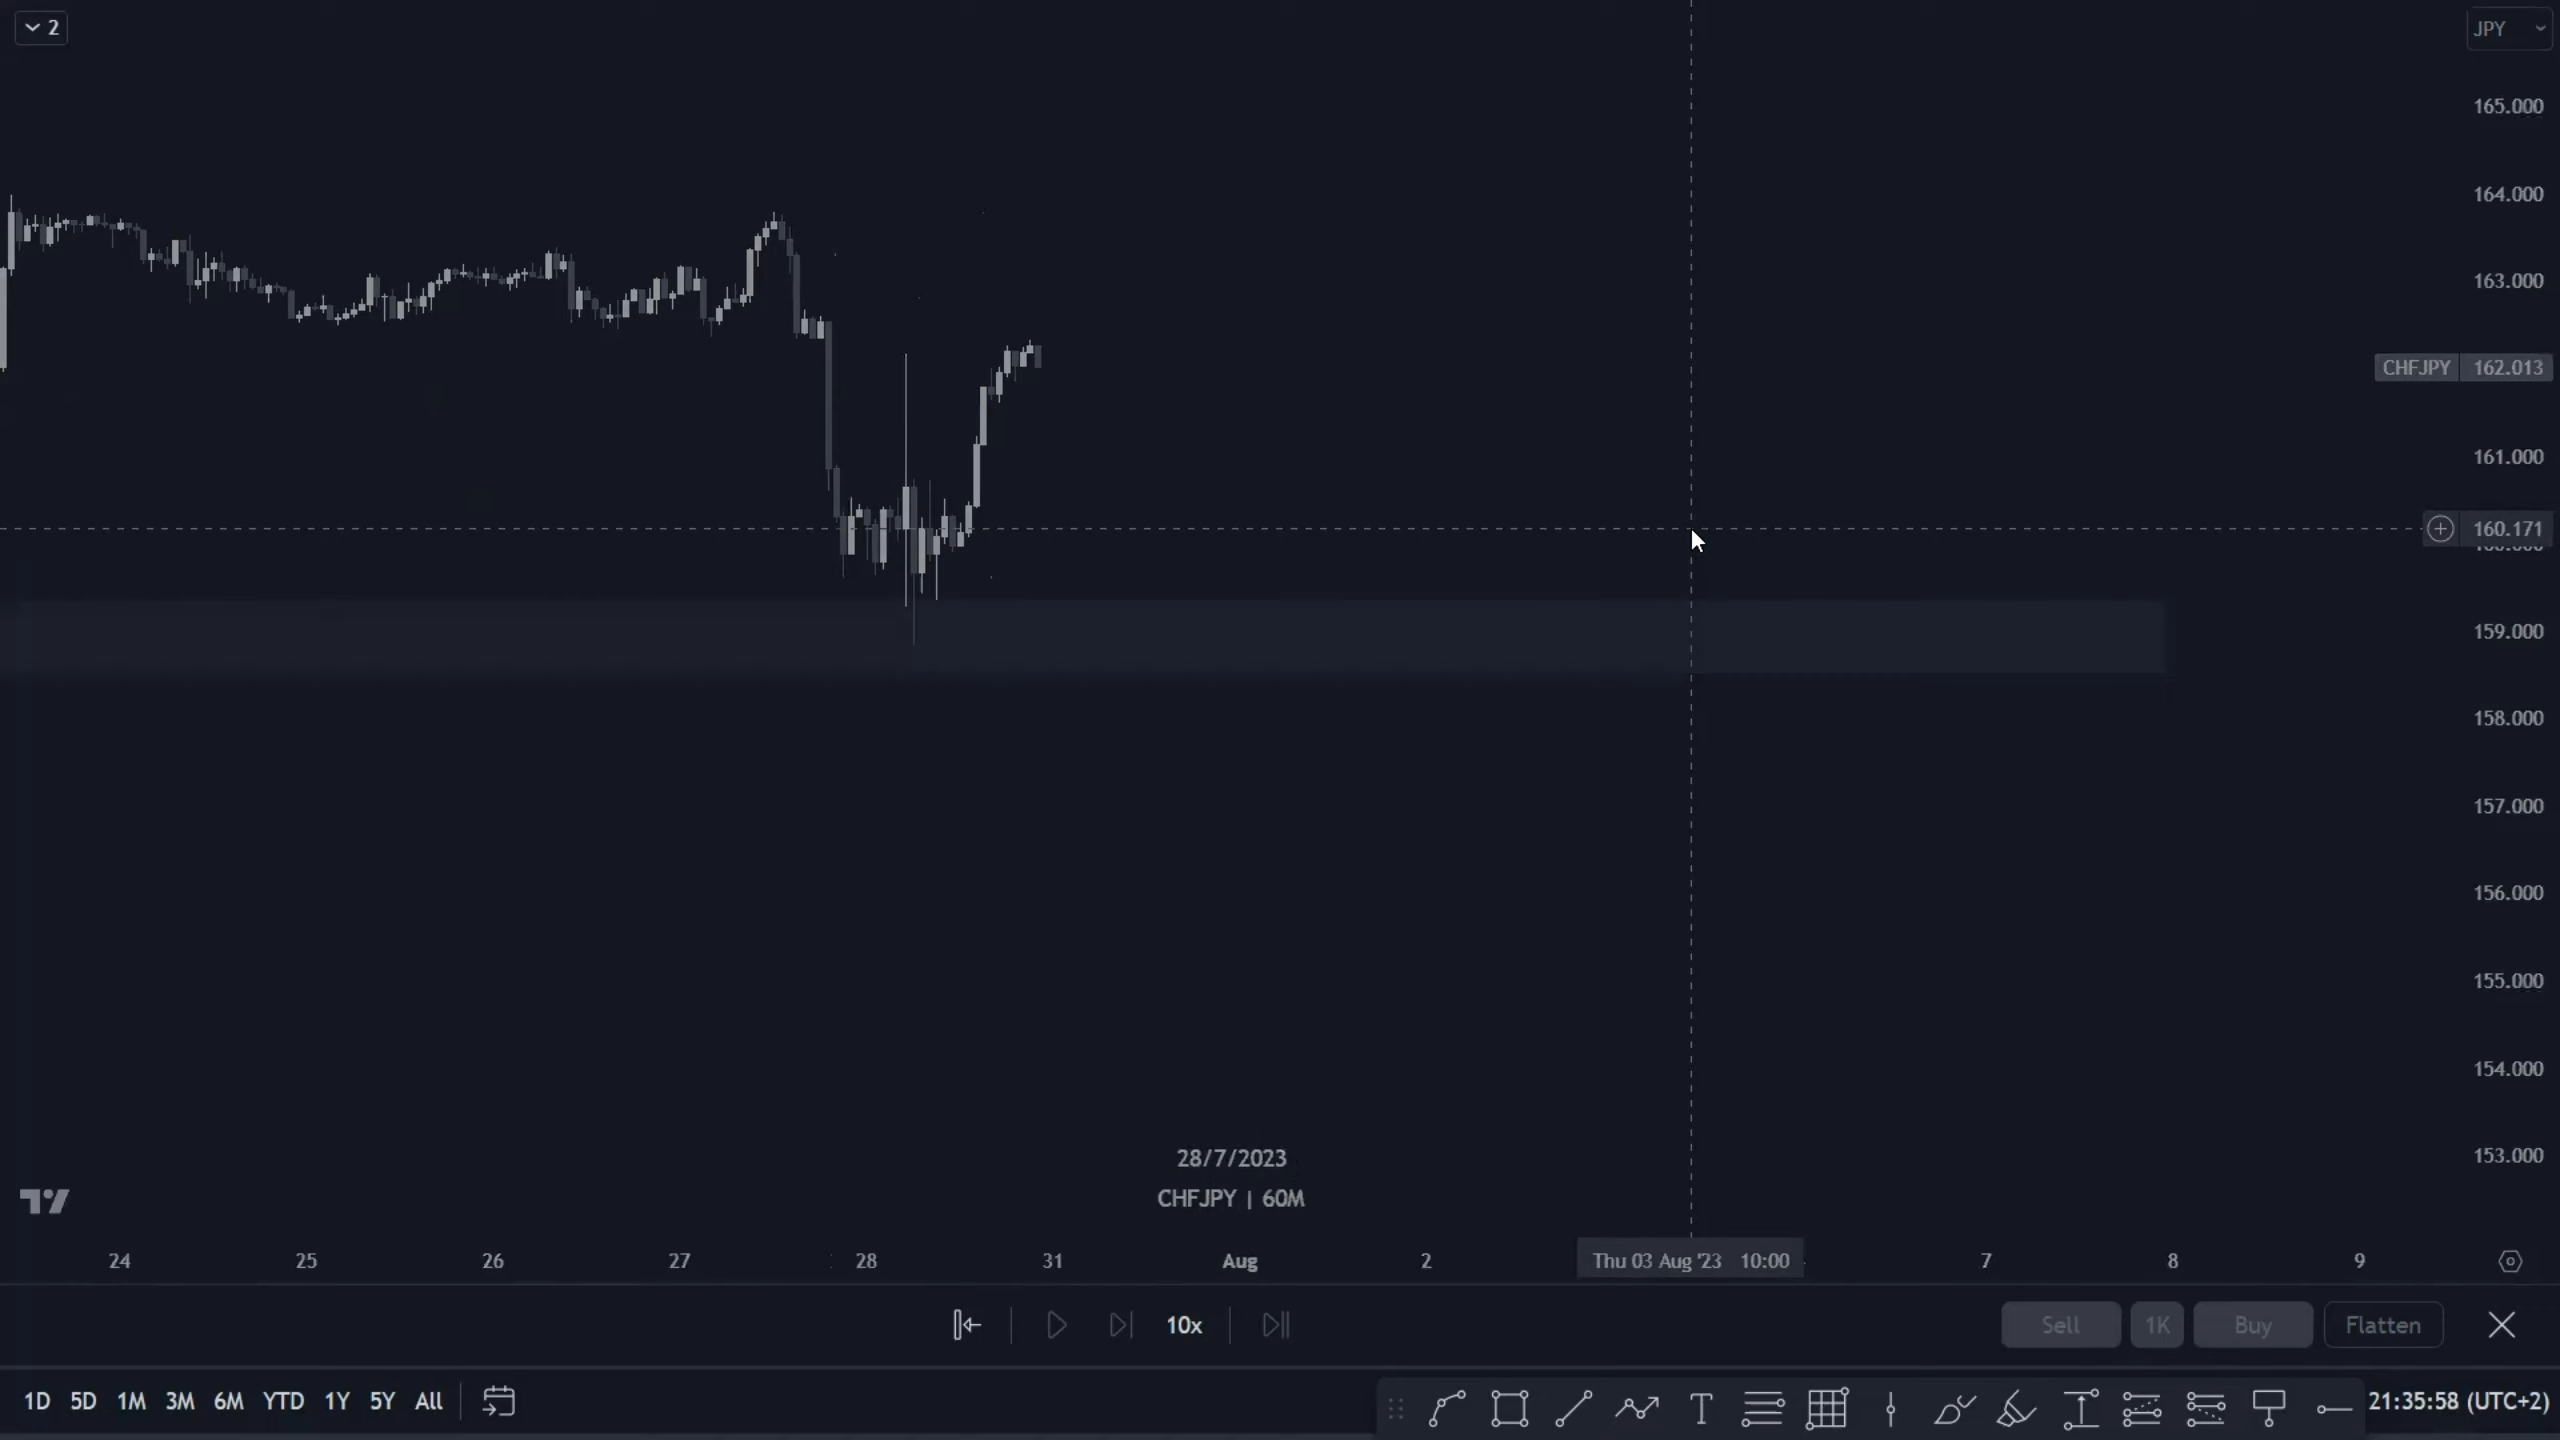 2
JPY
165.000
164.000
163.000
CHFJPY 162.013
161.000
160.171
159.000
158.000
157.000
156.000
155.000
154.000
153.000
28/7/2023
CHFJPY | 60M
24 25 26 27 28 31 Aug 2 Thu 03 Aug '23 10:00 7 8 9
10x
Sell 1K Buy Flatten
1D 5D 1M 3M 6M YTD 1Y 5Y All
21:35:58 (UTC+2)